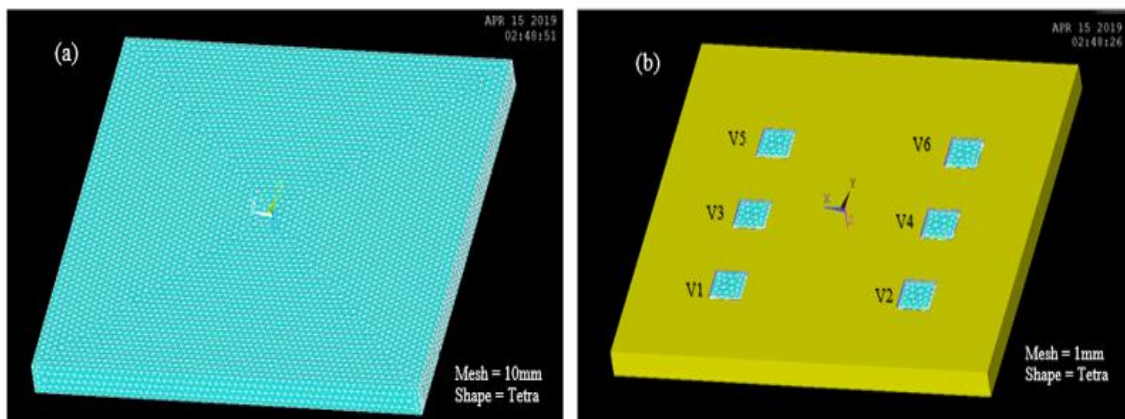 APR 15 2019
02:48:51
(a)
Mesh = 10mm
Shape = Tetra
APR 15 2019
02:48:26
(b)
V5
V6
Y
X
V3
V4
V1
V2
Mesh = 1mm
Shape = Tetra